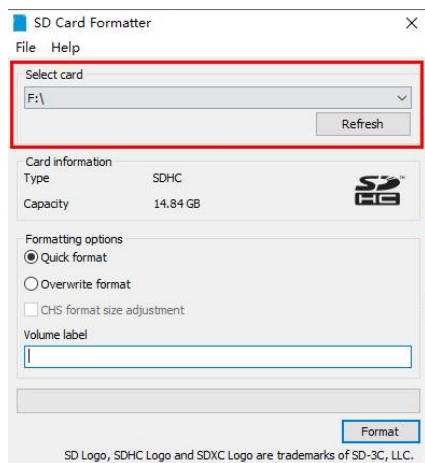 SD Card Formatter
File Help
Select card
F:\
Refresh
Card information
Type SDHC
Capacity 14.84 GB
SD
HC
Formatting options
Quick format
Overwrite format
CHS format size adjustment
Volume label
Format
SD Logo, SDHC Logo and SDXC Logo are trademarks of SD-3C, LLC.